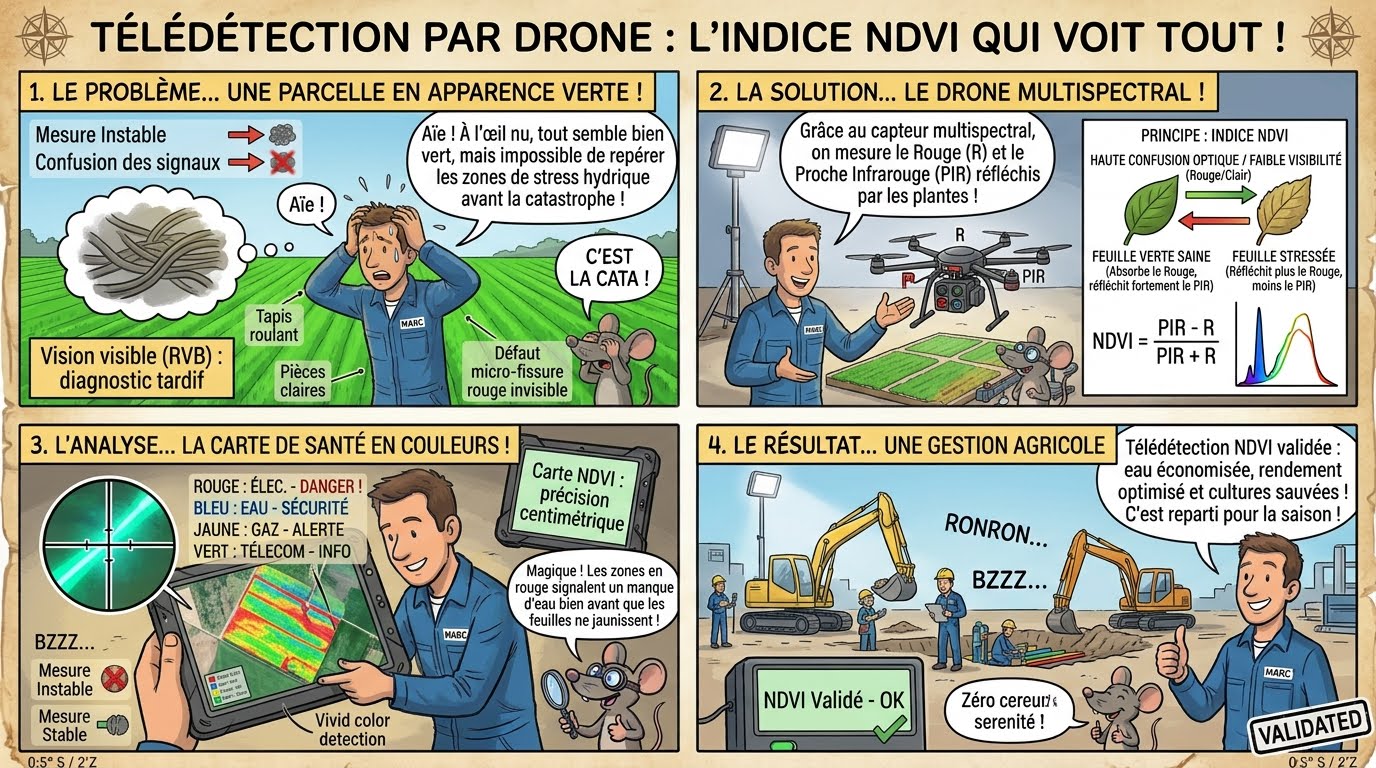 TÉLÉDÉTECTION PAR DRONE : L'INDICE NDVI QUI VOIT TOUT !
1. LE PROBLÈME... UNE PARCELLE EN APPARENCE VERTE !
Mesure Instable
Confusion des signaux
Aïe !
Aïe ! À l'œil nu, tout semble bien
vert, mais impossible de repérer
les zones de stress hydrique
avant la catastrophe !
C'EST
LA CATA !
MARC
Tapis
roulant
Pièces
claires
Défaut
micro-fissure
rouge invisible
Vision visible (RVB) :
diagnostic tardif
2. LA SOLUTION... LE DRONE MULTISPECTRAL !
Grâce au capteur multispectral,
on mesure le Rouge (R) et le
Proche Infrarouge (PIR) réfléchis
par les plantes !
R
PIR
PRINCIPE : INDICE NDVI
HAUTE CONFUSION OPTIQUE / FAIBLE VISIBILITÉ
(Rouge/Clair)
FEUILLE VERTE SAINE
(Absorbe le Rouge,
réfléchit fortement le PIR)
FEUILLE STRESSÉE
(Réfléchit plus le Rouge,
moins le PIR)
NDVI = PIR - R
PIR + R
3. L'ANALYSE... LA CARTE DE SANTÉ EN COULEURS !
ROUGE : ÉLEC. - DANGER !
BLEU : EAU - SÉCURITÉ
JAUNE : GAZ - ALERTE
VERT : TÉLECOM - INFO
Carte NDVI :
précision
centimétrique
Magique ! Les zones en
rouge signalent un manque
d'eau bien avant que les
feuilles ne jaunissent !
MABC
BZZZ...
Mesure
Instable
Mesure
Stable
Vivid color
detection
4. LE RÉSULTAT... UNE GESTION AGRICOLE
Télédétection NDVI validée :
eau économisée, rendement
optimisé et cultures sauvées !
C'est reparti pour la saison !
RONRON...
BZZZ...
NDVI Validé - OK
Zéro
serenité !
MARC
VALIDATED
0:5° S / 2'Z
0 S° S / 2'Z